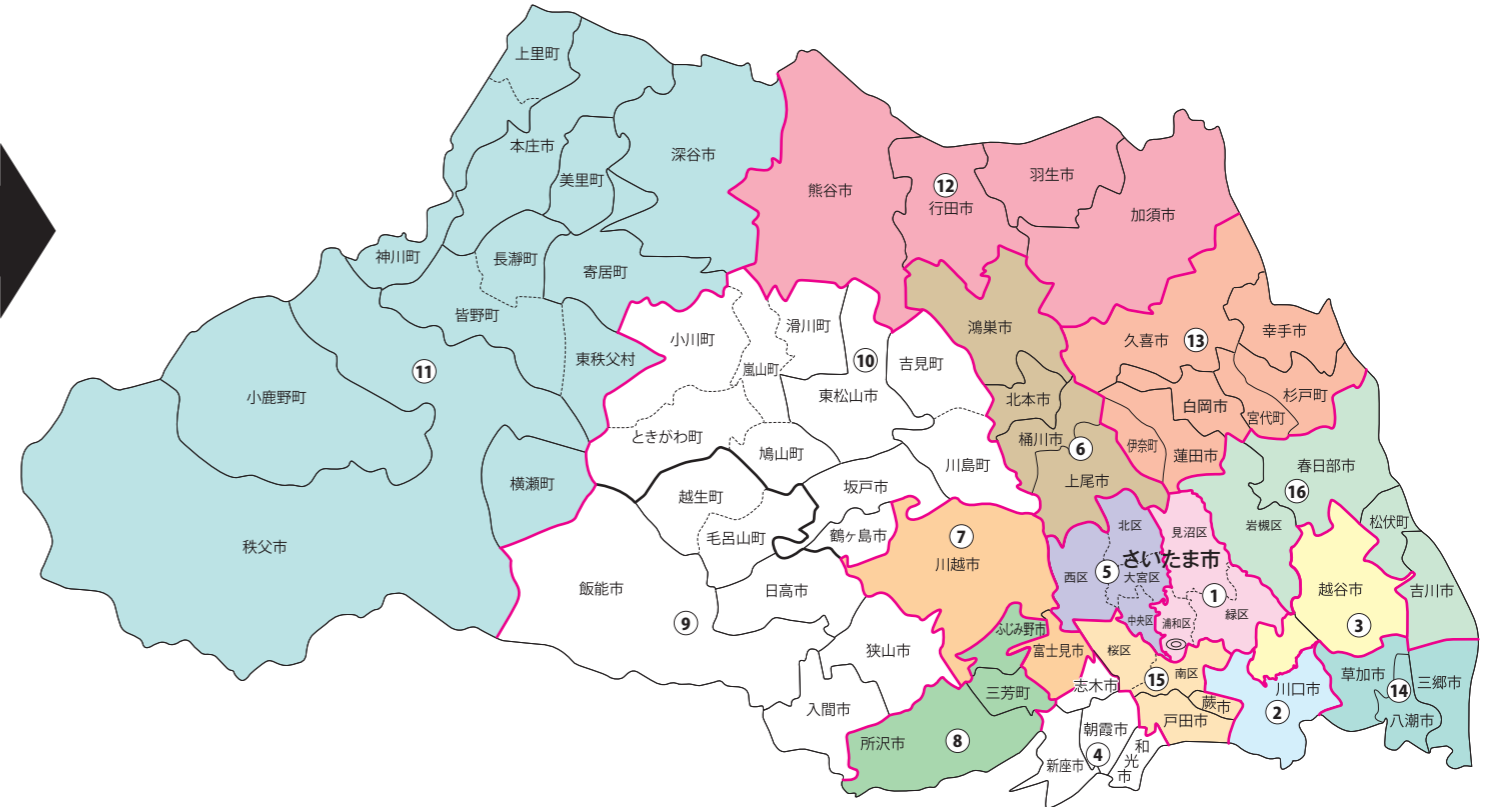 上里町
本庄市
美里町
深谷市
神川町
長瀞町
寄居町
皆野町
東秩父村
⑪
小鹿野町
横瀬町
秩父市
熊谷市
⑫
行田市
羽生市
加須市
小川町
嵐山町
滑川町
⑩
東松山市
吉見町
ときがわ町
鳩山町
川島町
鴻巣市
北本市
桶川市
⑥
上尾市
久喜市
⑬
幸手市
杉戸町
宮代町
白岡市
伊奈町
蓮田市
越生町
毛呂山町
坂戸市
鶴ヶ島市
飯能市
日高市
⑨
狭山市
入間市
⑦
川越市
富士見市
ふじみ野市
三芳町
所沢市
⑧
さいたま市
北区
西区
⑤
大宮区
中央区
見沼区
①
浦和区
緑区
岩槻区
⑯
春日部市
松伏町
吉川市
越谷市
③
桜区
南区
⑮
蕨市
戸田市
志木市
朝霞市
④
新座市
和光市
川口市
②
草加市
⑭
八潮市
三郷市